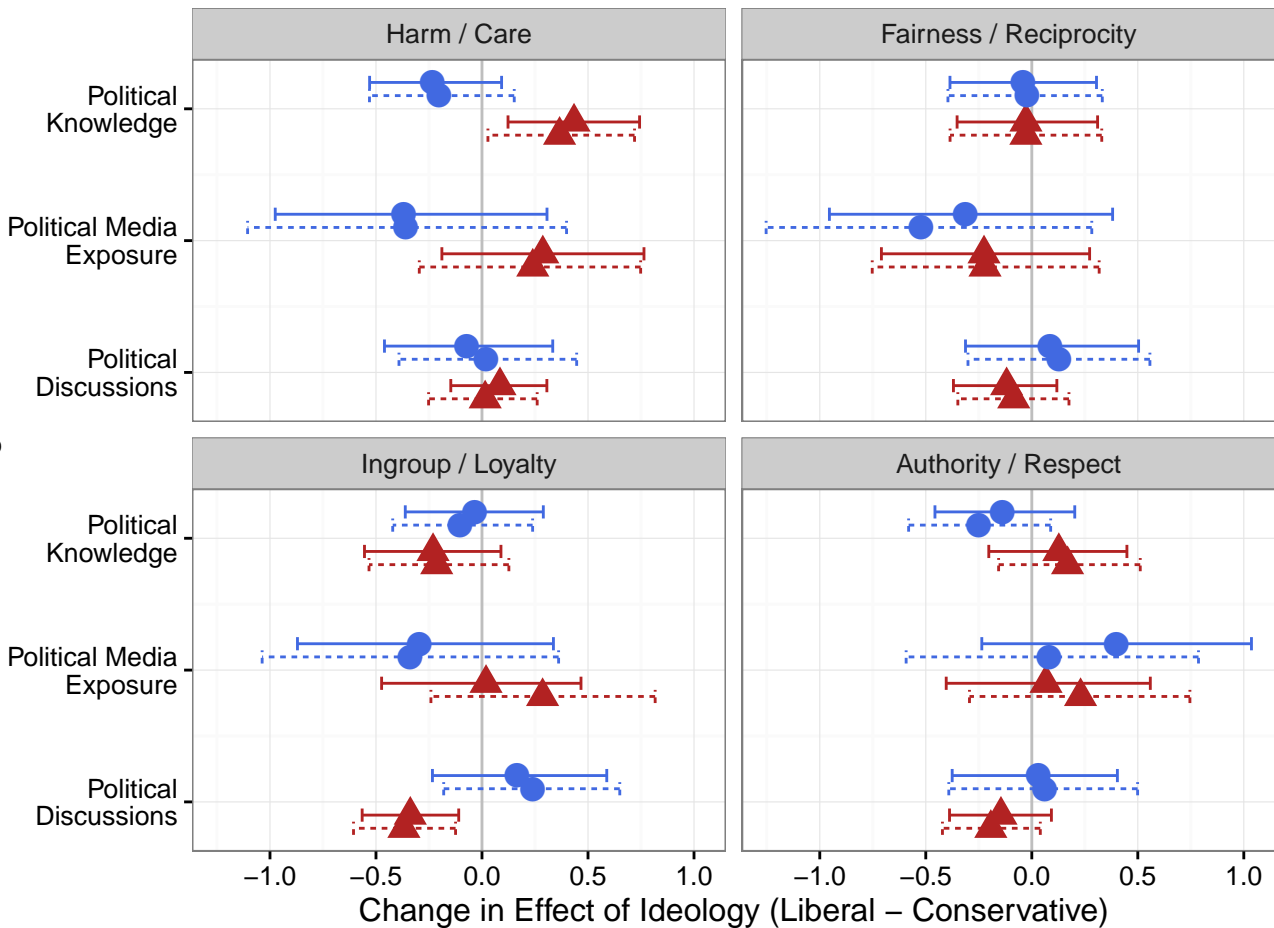 Harm / Care
Fairness / Reciprocity
Political
Knowledge
Political Media
Exposure
Political
Discussions
Ingroup / Loyalty
Authority / Respect
Political
Knowledge
Political Media
Exposure
Political
Discussions
−1.0 −0.5 0.0 0.5 1.0 −1.0 −0.5 0.0 0.5 1.0
Change in Effect of Ideology (Liberal − Conservative)